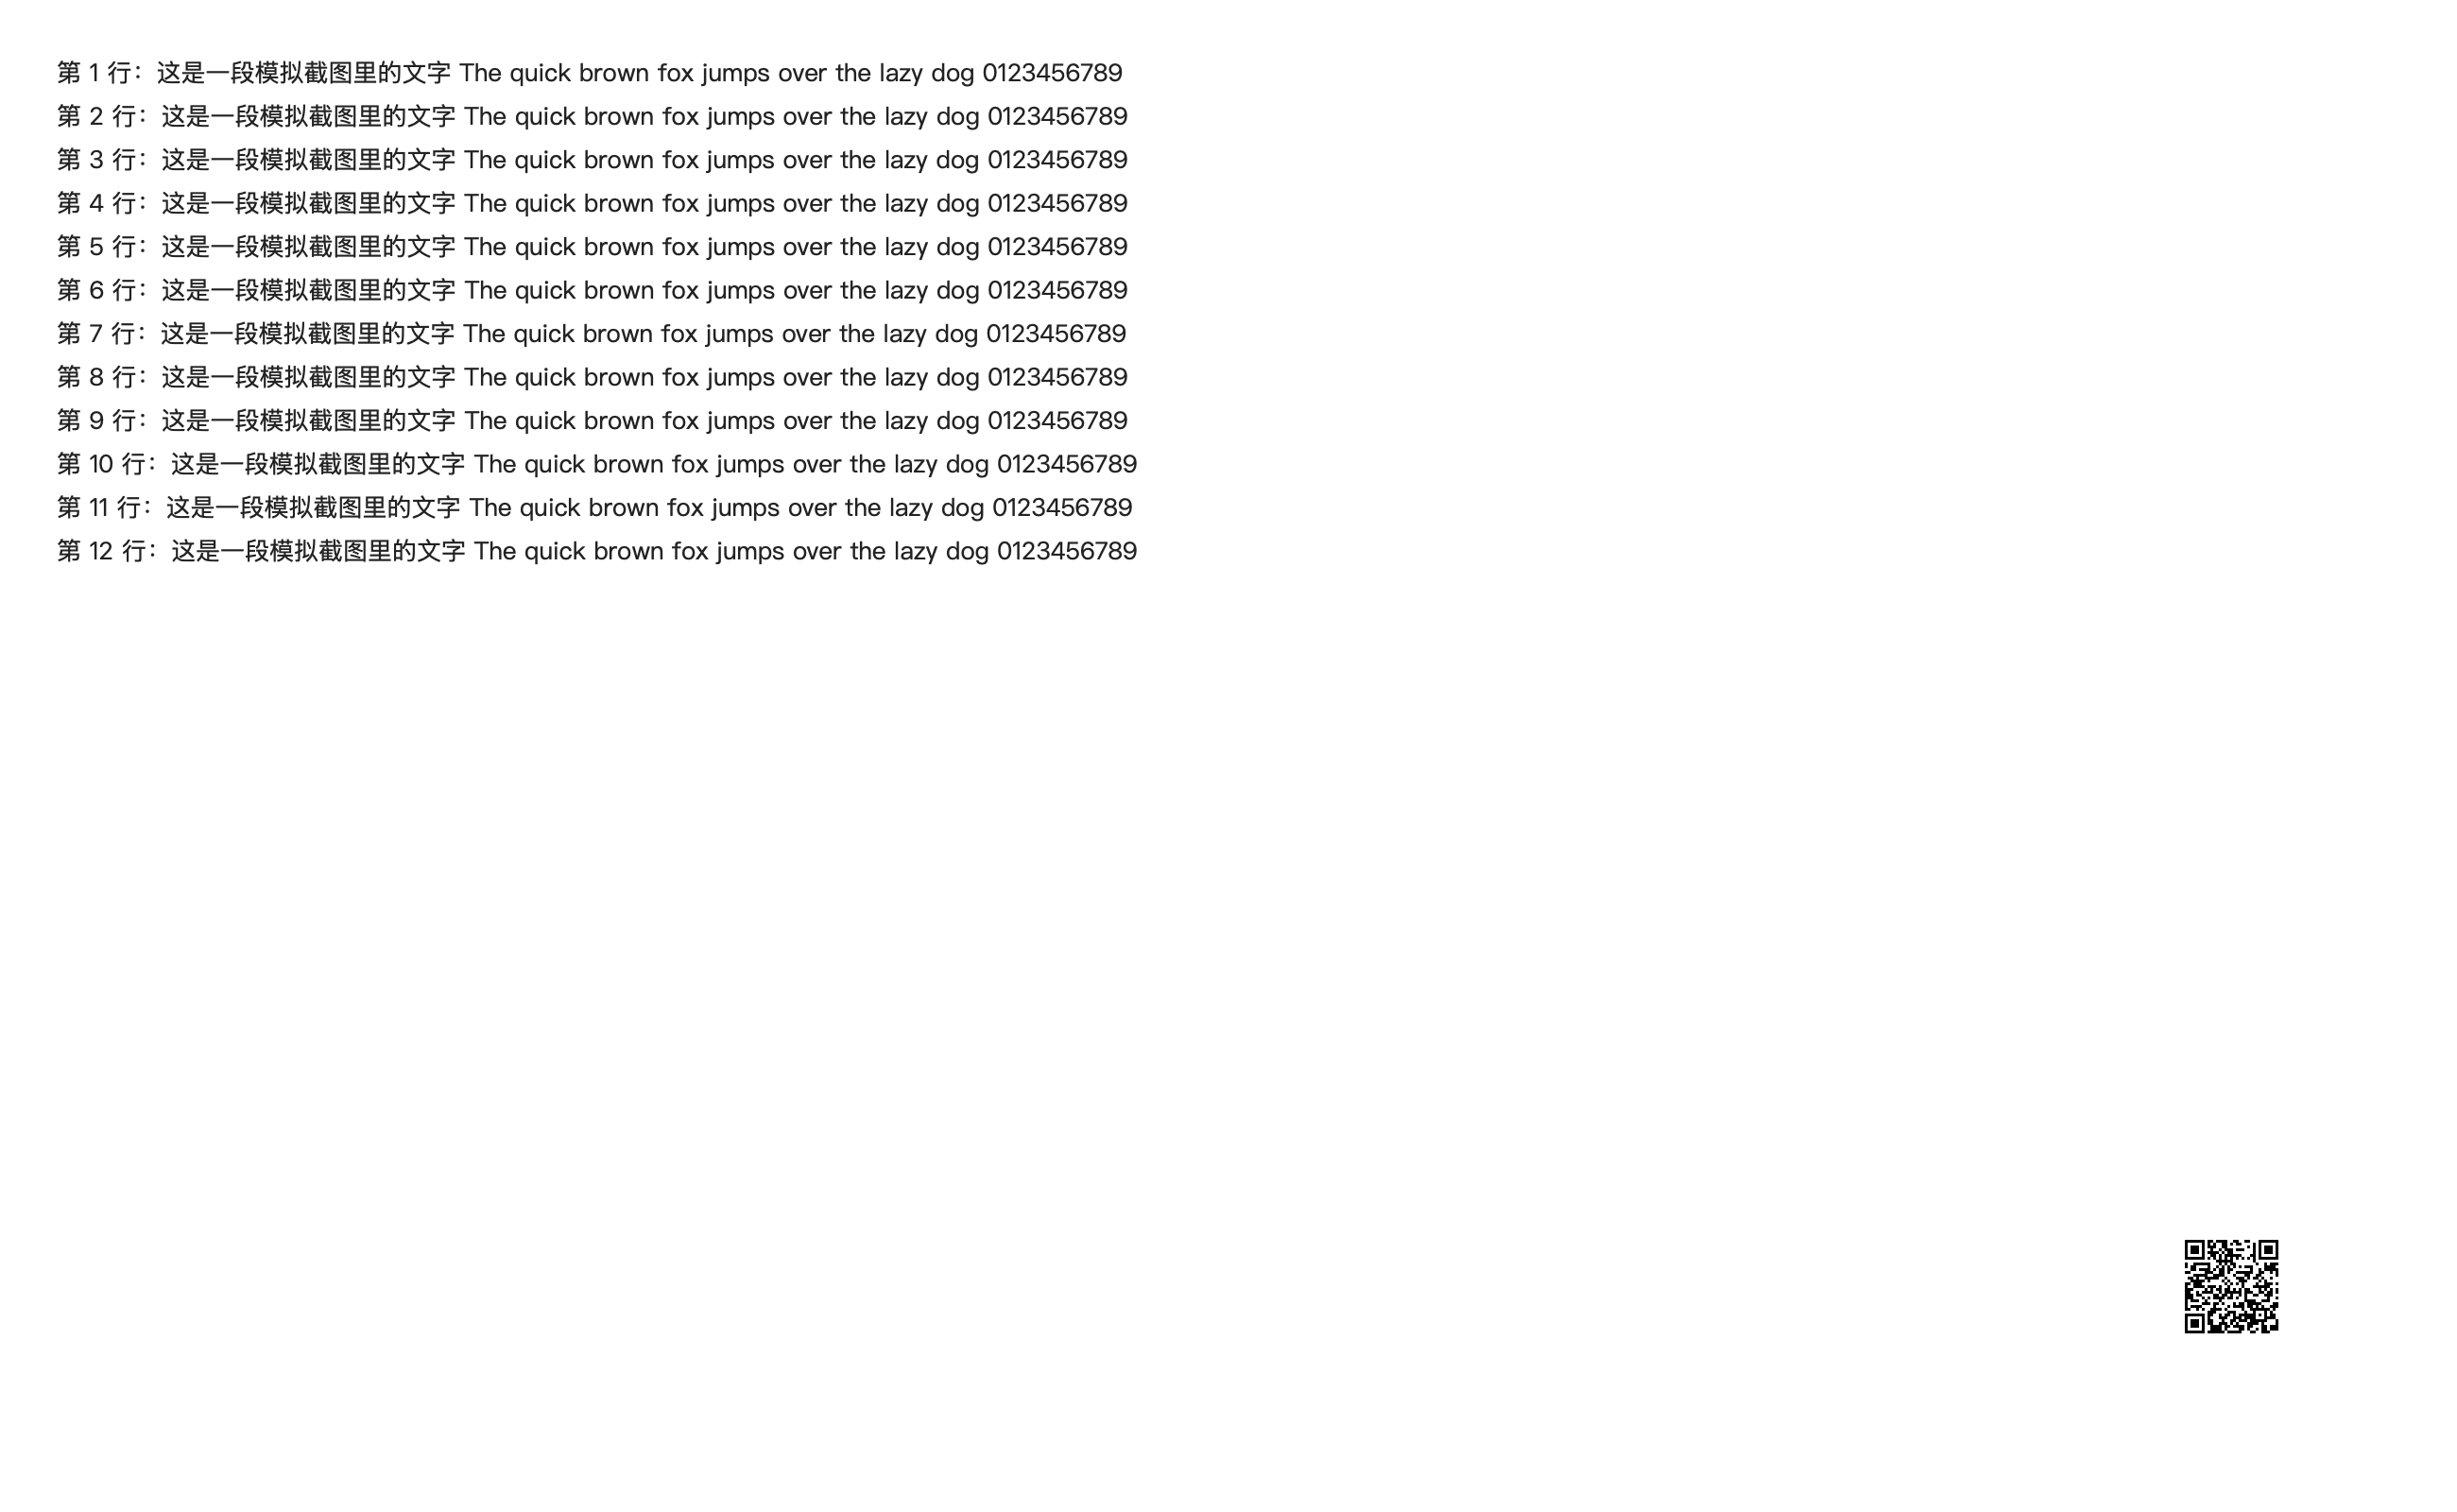 第 1 行：这是一段模拟截图里的文字 The quick brown fox jumps over the lazy dog 0123456789
第 2 行：这是一段模拟截图里的文字 The quick brown fox jumps over the lazy dog 0123456789
第 3 行：这是一段模拟截图里的文字 The quick brown fox jumps over the lazy dog 0123456789
第 4 行：这是一段模拟截图里的文字 The quick brown fox jumps over the lazy dog 0123456789
第 5 行：这是一段模拟截图里的文字 The quick brown fox jumps over the lazy dog 0123456789
第 6 行：这是一段模拟截图里的文字 The quick brown fox jumps over the lazy dog 0123456789
第 7 行：这是一段模拟截图里的文字 The quick brown fox jumps over the lazy dog 0123456789
第 8 行：这是一段模拟截图里的文字 The quick brown fox jumps over the lazy dog 0123456789
第 9 行：这是一段模拟截图里的文字 The quick brown fox jumps over the lazy dog 0123456789
第 10 行：这是一段模拟截图里的文字 The quick brown fox jumps over the lazy dog 0123456789
第 11 行：这是一段模拟截图里的文字 The quick brown fox jumps over the lazy dog 0123456789
第 12 行：这是一段模拟截图里的文字 The quick brown fox jumps over the lazy dog 0123456789